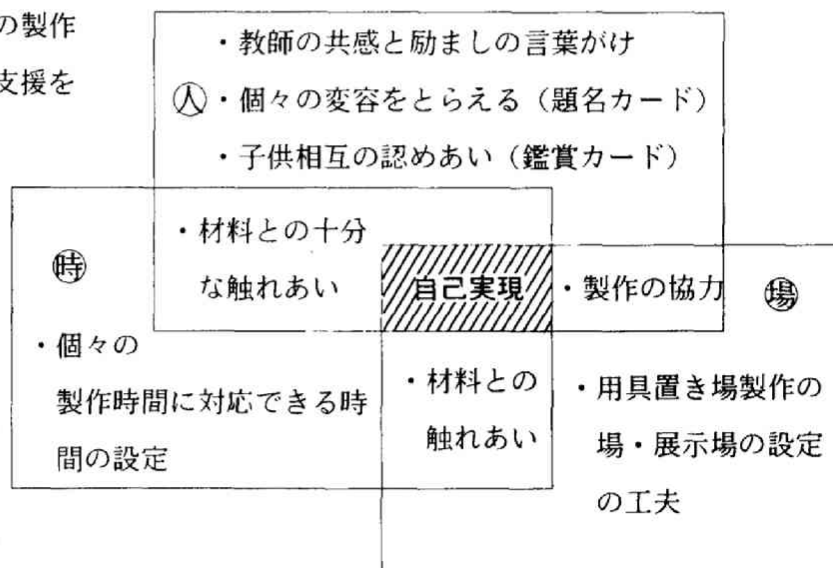 の製作
支援を
・教師の共感と励ましの言葉がけ
㊅・個々の変容をとらえる（題名カード）
・子供相互の認めあい（鑑賞カード）
・材料との十分
な触れあい
時
自己実現
・製作の協力
場
・個々の
製作時間に対応できる時
間の設定
・材料との
触れあい
・用具置き場製作の
場・展示場の設定
の工夫